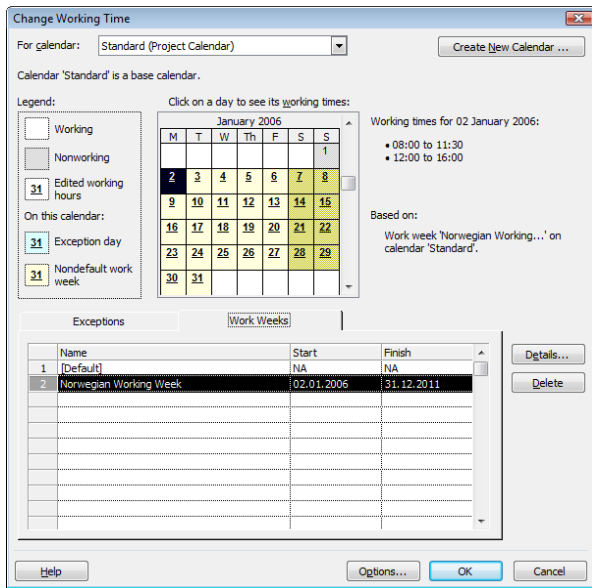 Change Working Time
For calendar: Standard (Project Calendar) Create New Calendar ...
Calendar 'Standard' is a base calendar.
Legend: Click on a day to see its working times:
Working
Nonworking
31 Edited working hours
On this calendar:
31 Exception day
31 Nondefault work week
January 2006
M T W Th F S S
1
2 3 4 5 6 7 8
9 10 11 12 13 14 15
16 17 18 19 20 21 22
23 24 25 26 27 28 29
30 31
Working times for 02 January 2006:
• 08:00 to 11:30
• 12:00 to 16:00
Based on:
Work week 'Norwegian Working...' on
calendar 'Standard'.
Exceptions Work Weeks
Name Start Finish
1 [Default] NA NA
2 Norwegian Working Week 02.01.2006 31.12.2011
Details...
Delete
Help Options... OK Cancel